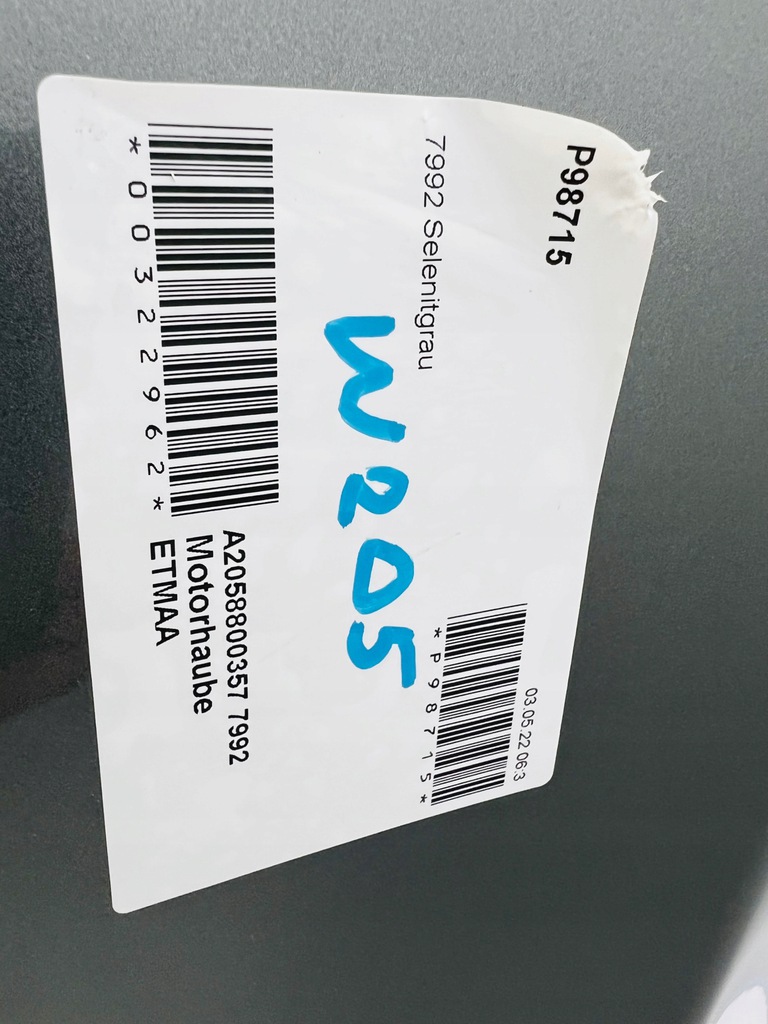 P98715
7992 Selenitgrau
03.05.22 06:3
*P98715*
W205
*00322962*
A2058800357 7992
Motorhaube
ETMAA